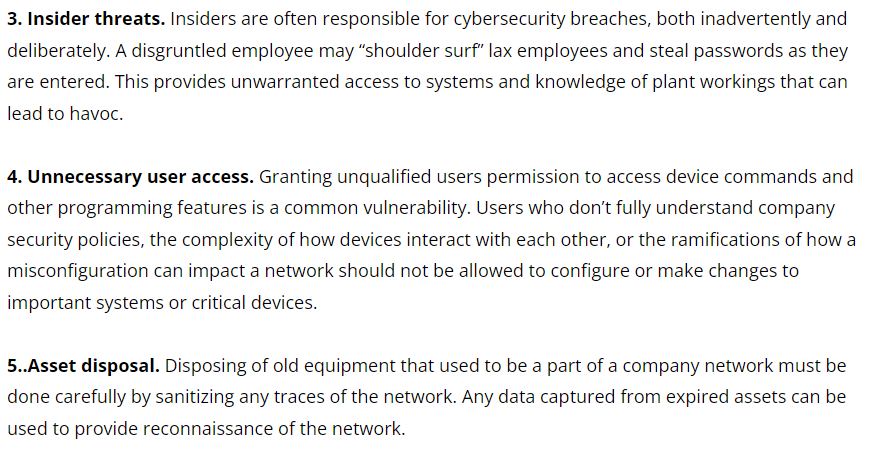 3. Insider threats. Insiders are often responsible for cybersecurity breaches, both inadvertently and
deliberately. A disgruntled employee may “shoulder surf” lax employees and steal passwords as they
are entered. This provides unwarranted access to systems and knowledge of plant workings that can
lead to havoc.
4. Unnecessary user access. Granting unqualified users permission to access device commands and
other programming features is a common vulnerability. Users who don’t fully understand company
security policies, the complexity of how devices interact with each other, or the ramifications of how a
misconfiguration can impact a network should not be allowed to configure or make changes to
important systems or critical devices.
5..Asset disposal. Disposing of old equipment that used to be a part of a company network must be
done carefully by sanitizing any traces of the network. Any data captured from expired assets can be
used to provide reconnaissance of the network.